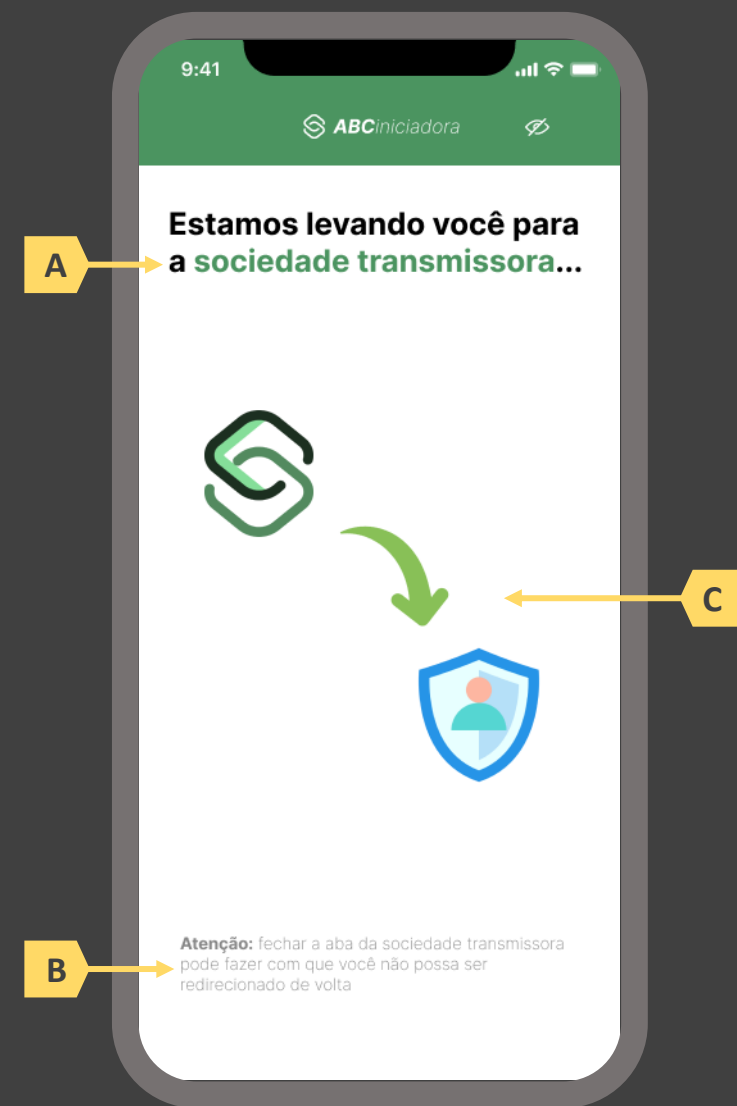 9:41
ABCiniciadora
Estamos levando você para
a sociedade transmissora...
A
C
Atenção: fechar a aba da sociedade transmissora
pode fazer com que você não possa ser
redirecionado de volta
B